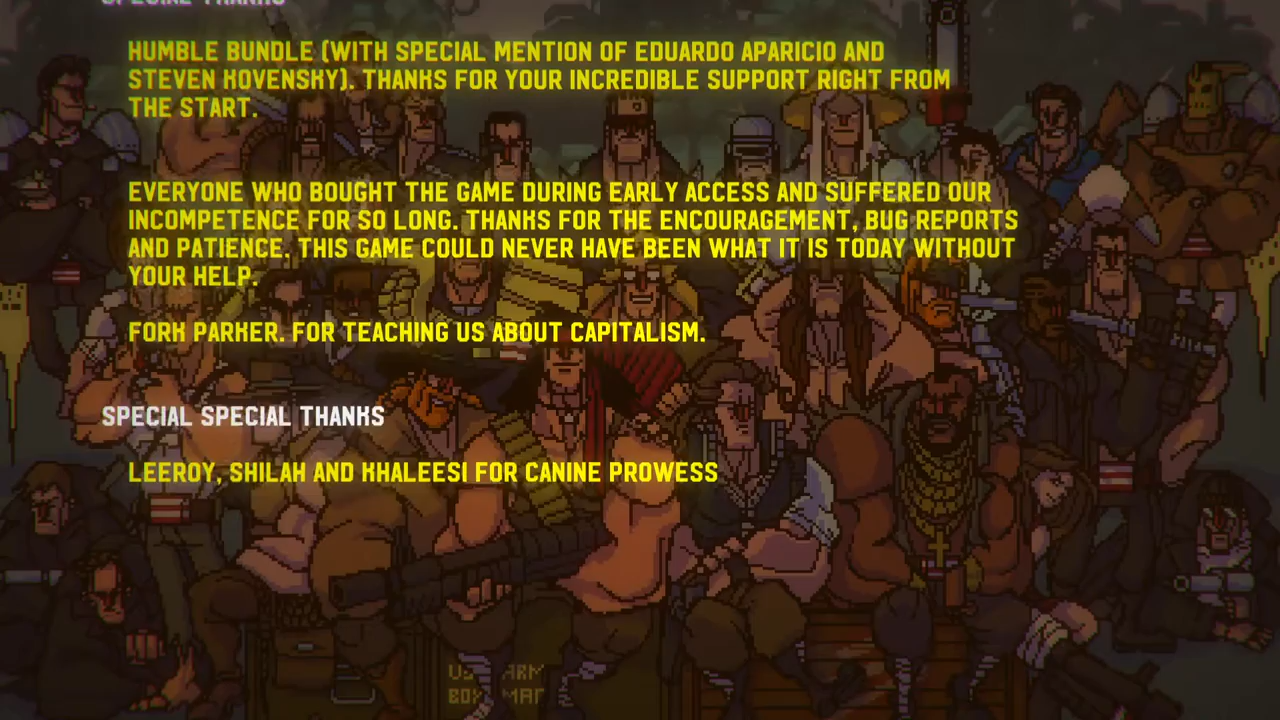 SPECIAL THANKS
HUMBLE BUNDLE (WITH SPECIAL MENTION OF EDUARDO APARICIO AND
STEVEN KOVENSKY). THANKS FOR YOUR INCREDIBLE SUPPORT RIGHT FROM
THE START.
EVERYONE WHO BOUGHT THE GAME DURING EARLY ACCESS AND SUFFERED OUR
INCOMPETENCE FOR SO LONG. THANKS FOR THE ENCOURAGEMENT, BUG REPORTS
AND PATIENCE. THIS GAME COULD NEVER HAVE BEEN WHAT IT IS TODAY WITHOUT
YOUR HELP.
FORK PARKER. FOR TEACHING US ABOUT CAPITALISM.
SPECIAL SPECIAL THANKS
LEEROY, SHILAH AND KHALEESI FOR CANINE PROWESS